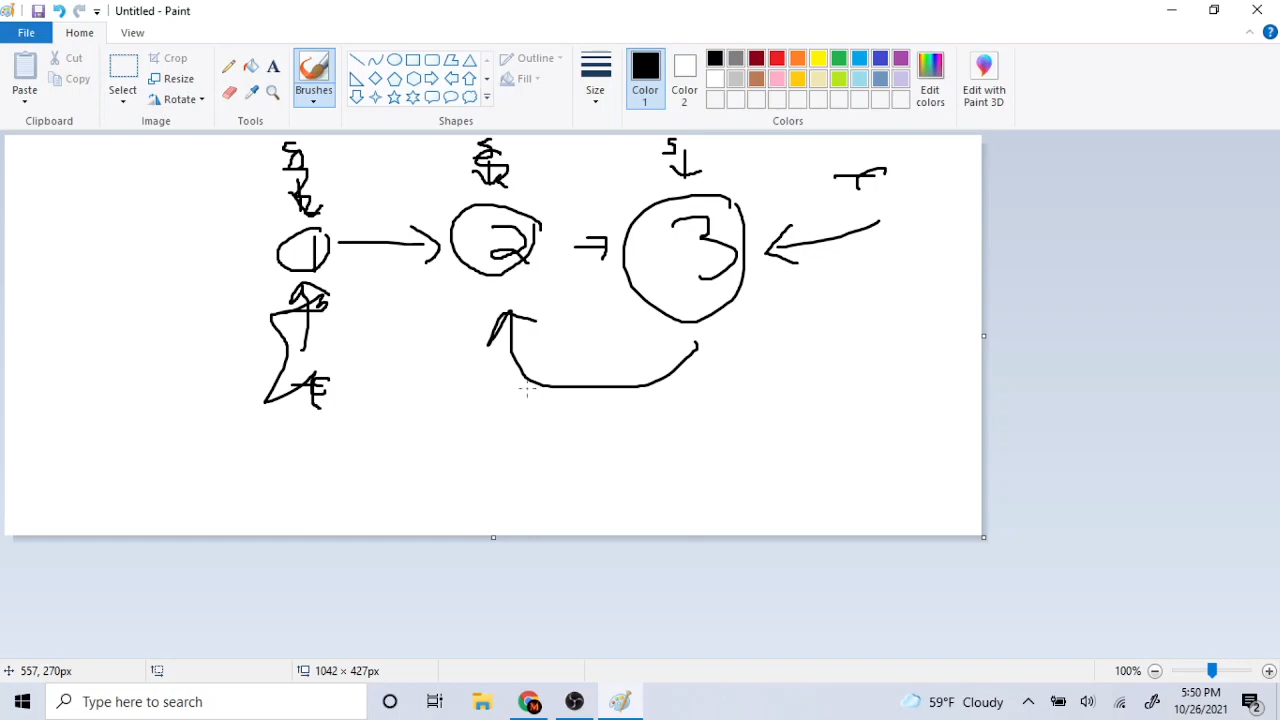 Untitled - Paint
File
Home
View
Paste
Cut
Copy
Clipboard
Select
Crop
Resize
Rotate
Image
A
Tools
Brushes
Shapes
Outline
Fill
Size
Color 1
Color 2
Colors
Edit colors
Edit with Paint 3D
S
1
2
3
557, 270px
1042 × 427px
100%
Type here to search
59°F Cloudy
5:50 PM
10/26/2021
2